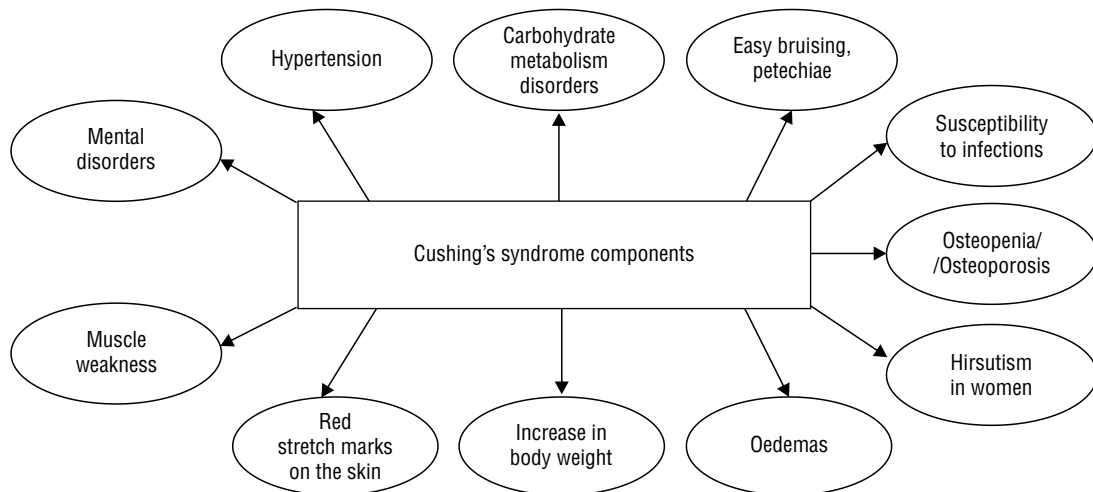 Hypertension
Carbohydrate
metabolism
disorders
Easy bruising,
petechiae
Mental
disorders
Susceptibility
to infections
Cushing’s syndrome components
Osteopenia/
/Osteoporosis
Muscle
weakness
Hirsutism
in women
Red
stretch marks
on the skin
Increase in
body weight
Oedemas